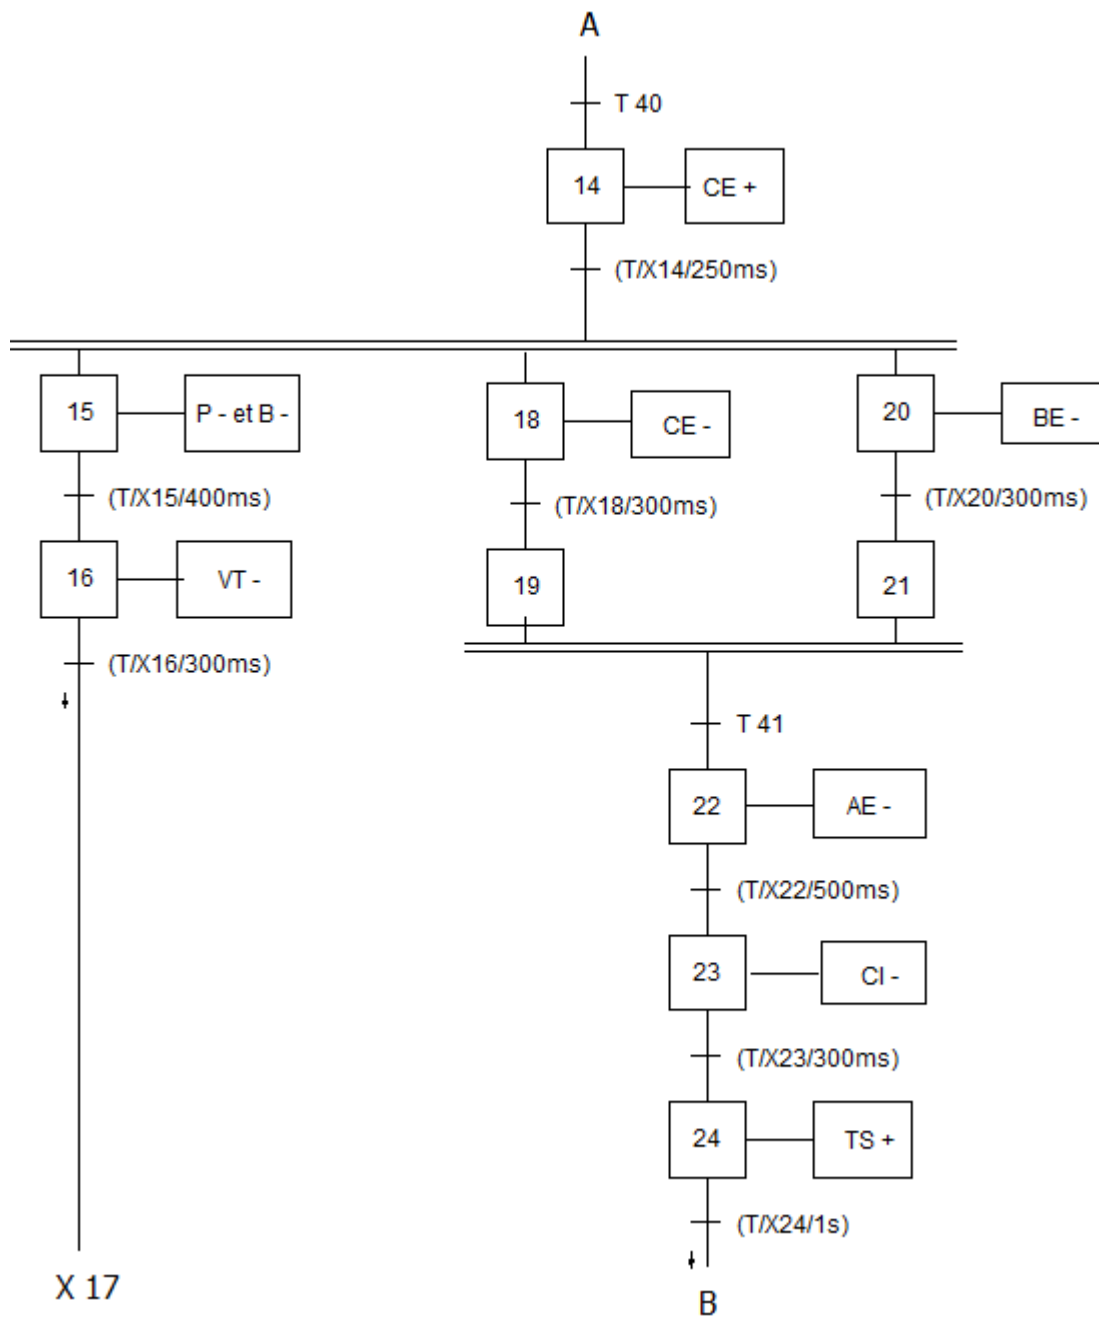 A
T 40
14
CE +
(T/X14/250ms)
15
P - et B -
18
CE -
20
BE -
(T/X15/400ms)
(T/X18/300ms)
(T/X20/300ms)
16
VT -
19
21
(T/X16/300ms)
T 41
22
AE -
(T/X22/500ms)
23
CI -
(T/X23/300ms)
24
TS +
(T/X24/1s)
X 17
B